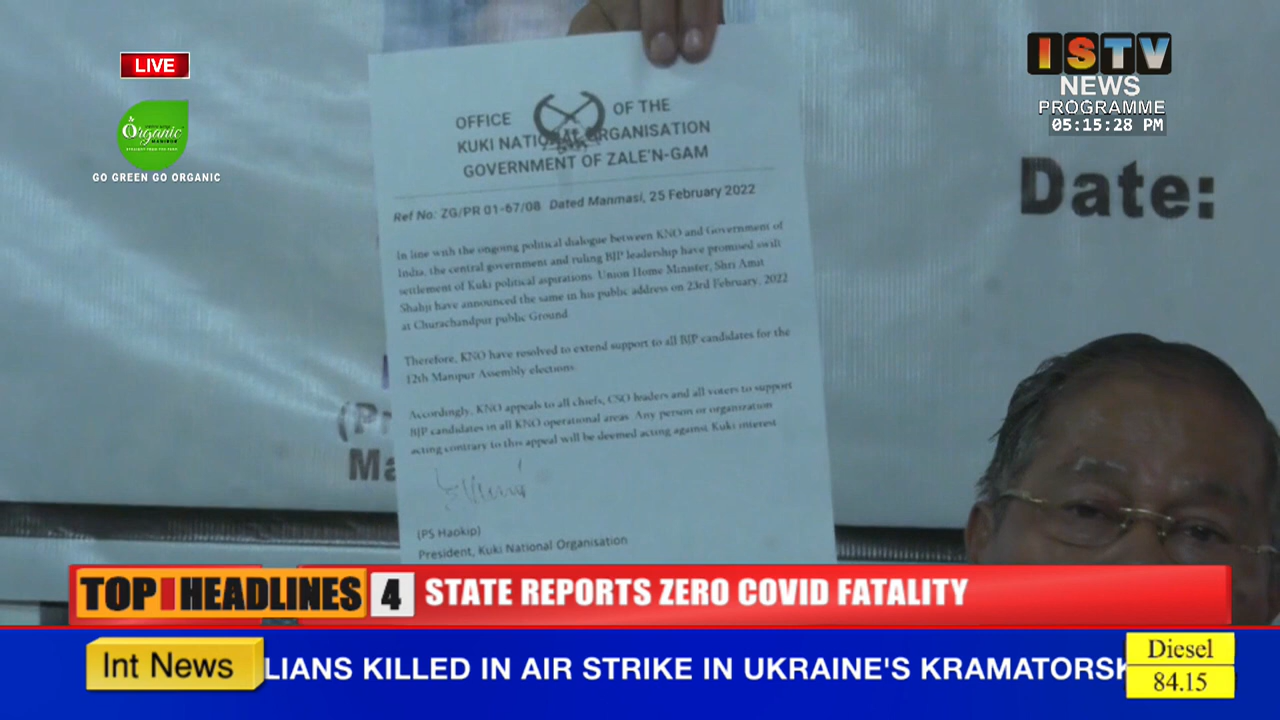 LIVE
Organic
MANIPUR
GO GREEN GO ORGANIC
ISTV
NEWS
PROGRAMME
05:15:28 PM
Date:
OFFICE OF THE
KUKI NATIONAL ORGANISATION
GOVERNMENT OF ZALE'N-GAM
Ref No: ZG/PR 01-67/08 Dated Manmasi, 25 February 2022
In line with the ongoing political dialogue between KNO and Government of
India, the central government and ruling BJP leadership have promised swift
settlement of Kuki political aspirations. Union Home Minister, Shri Amit
Shahji have announced the same in his public address on 23rd February, 2022
at Churachandpur public Ground.
Therefore, KNO have resolved to extend support to all BJP candidates for the
12th Manipur Assembly elections.
Accordingly, KNO appeals to all chiefs, CSO leaders and all voters to support
BJP candidates in all KNO operational areas. Any person or organization
acting contrary to this appeal will be deemed acting against Kuki interest
(PS Haokip)
President, Kuki National Organisation
(Pr
Ma
TOP HEADLINES 4 STATE REPORTS ZERO COVID FATALITY
Int News LIANS KILLED IN AIR STRIKE IN UKRAINE'S KRAMATORSK
Diesel
84.15